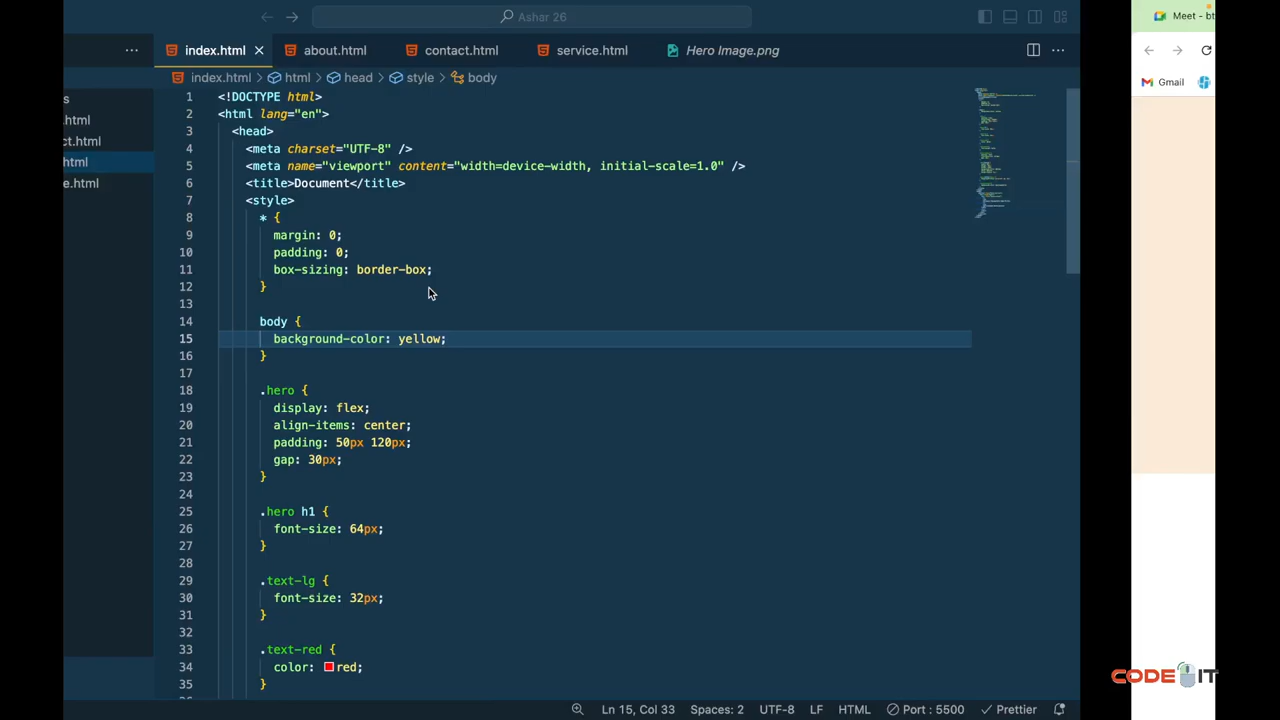 Ashar 26
index.html
about.html
contact.html
service.html
Hero Image.png
index.html > html > head > style > body
s
.html
ct.html
html
e.html
1 <!DOCTYPE html>
2 <html lang="en">
3 <head>
4 <meta charset="UTF-8" />
5 <meta name="viewport" content="width=device-width, initial-scale=1.0" />
6 <title>Document</title>
7 <style>
8 * {
9 margin: 0;
10 padding: 0;
11 box-sizing: border-box;
12 }
13
14 body {
15 background-color: yellow;
16 }
17
18 .hero {
19 display: flex;
20 align-items: center;
21 padding: 50px 120px;
22 gap: 30px;
23 }
24
25 .hero h1 {
26 font-size: 64px;
27 }
28
29 .text-lg {
30 font-size: 32px;
31 }
32
33 .text-red {
34 color: red;
35 }
Ln 15, Col 33 Spaces: 2 UTF-8 LF HTML Port : 5500 Prettier
Meet - bt
Gmail
CODE IT